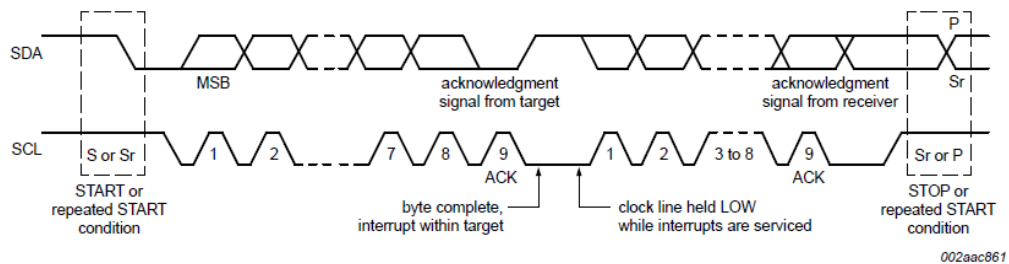 P
SDA
MSB
acknowledgment
signal from target
acknowledgment
signal from receiver
Sr
SCL
S or Sr
1
2
7
8
9
1
2
3 to 8
9
Sr or P
ACK
ACK
START or
repeated START
condition
byte complete,
interrupt within target
clock line held LOW
while interrupts are serviced
STOP or
repeated START
condition
002aac861